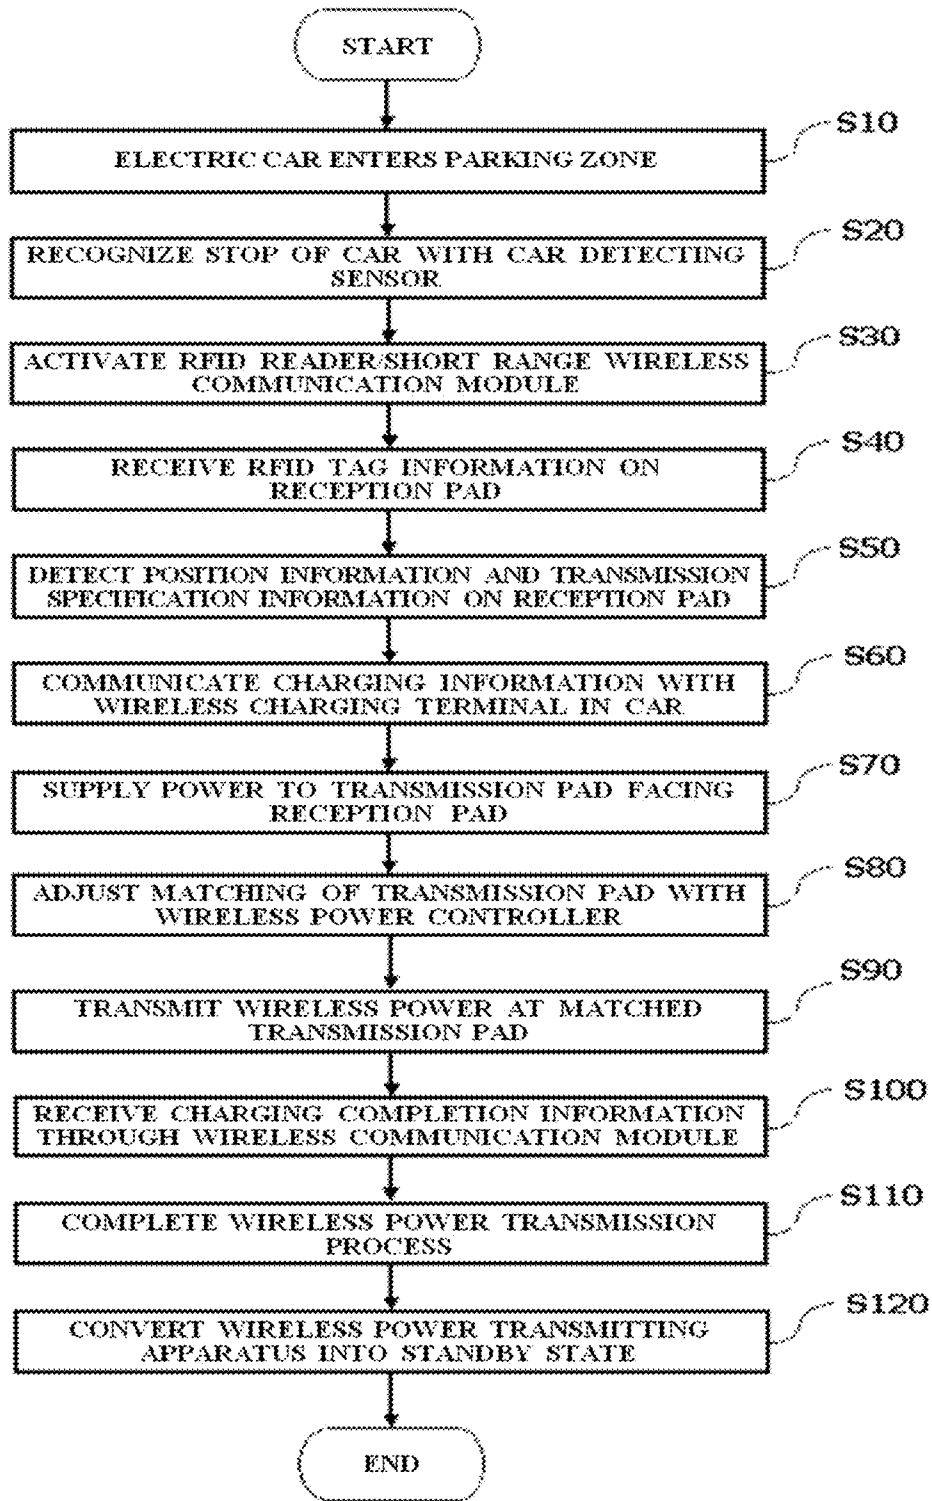 START
ELECTRIC CAR ENTERS PARKING ZONE
S10
RECOGNIZE STOP OF CAR WITH CAR DETECTING
SENSOR
S20
ACTIVATE RFID READER/SHORT RANGE WIRELESS
COMMUNICATION MODULE
S30
RECEIVE RFID TAG INFORMATION ON
RECEPTION PAD
S40
DETECT POSITION INFORMATION AND TRANSMISSION
SPECIFICATION INFORMATION ON RECEPTION PAD
S50
COMMUNICATE CHARGING INFORMATION WITH
WIRELESS CHARGING TERMINAL IN CAR
S60
SUPPLY POWER TO TRANSMISSION PAD FACING
RECEPTION PAD
S70
ADJUST MATCHING OF TRANSMISSION PAD WITH
WIRELESS POWER CONTROLLER
S80
TRANSMIT WIRELESS POWER AT MATCHED
TRANSMISSION PAD
S90
RECEIVE CHARGING COMPLETION INFORMATION
THROUGH WIRELESS COMMUNICATION MODULE
S100
COMPLETE WIRELESS POWER TRANSMISSION
PROCESS
S110
CONVERT WIRELESS POWER TRANSMITTING
APPARATUS INTO STANDBY STATE
S120
END